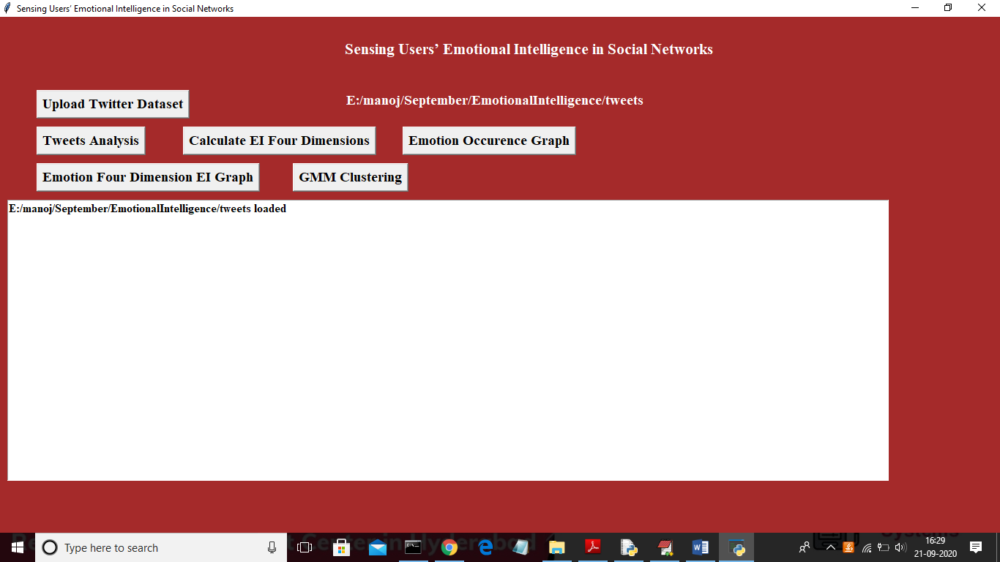 Sensing Users’ Emotional Intelligence in Social Networks
Sensing Users’ Emotional Intelligence in Social Networks
Upload Twitter Dataset
E:/manoj/September/EmotionalIntelligence/tweets
Tweets Analysis
Calculate EI Four Dimensions
Emotion Occurence Graph
Emotion Four Dimension EI Graph
GMM Clustering
E:/manoj/September/EmotionalIntelligence/tweets loaded
Type here to search
16:29
21-09-2020